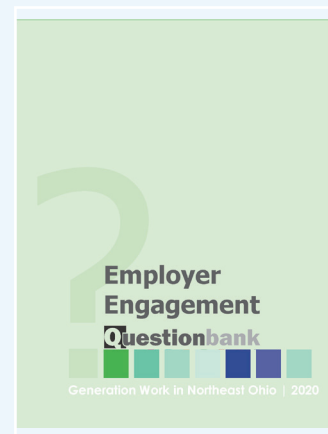 ?
Employer
Engagement
Questionbank
Generation Work in Northeast Ohio | 2020